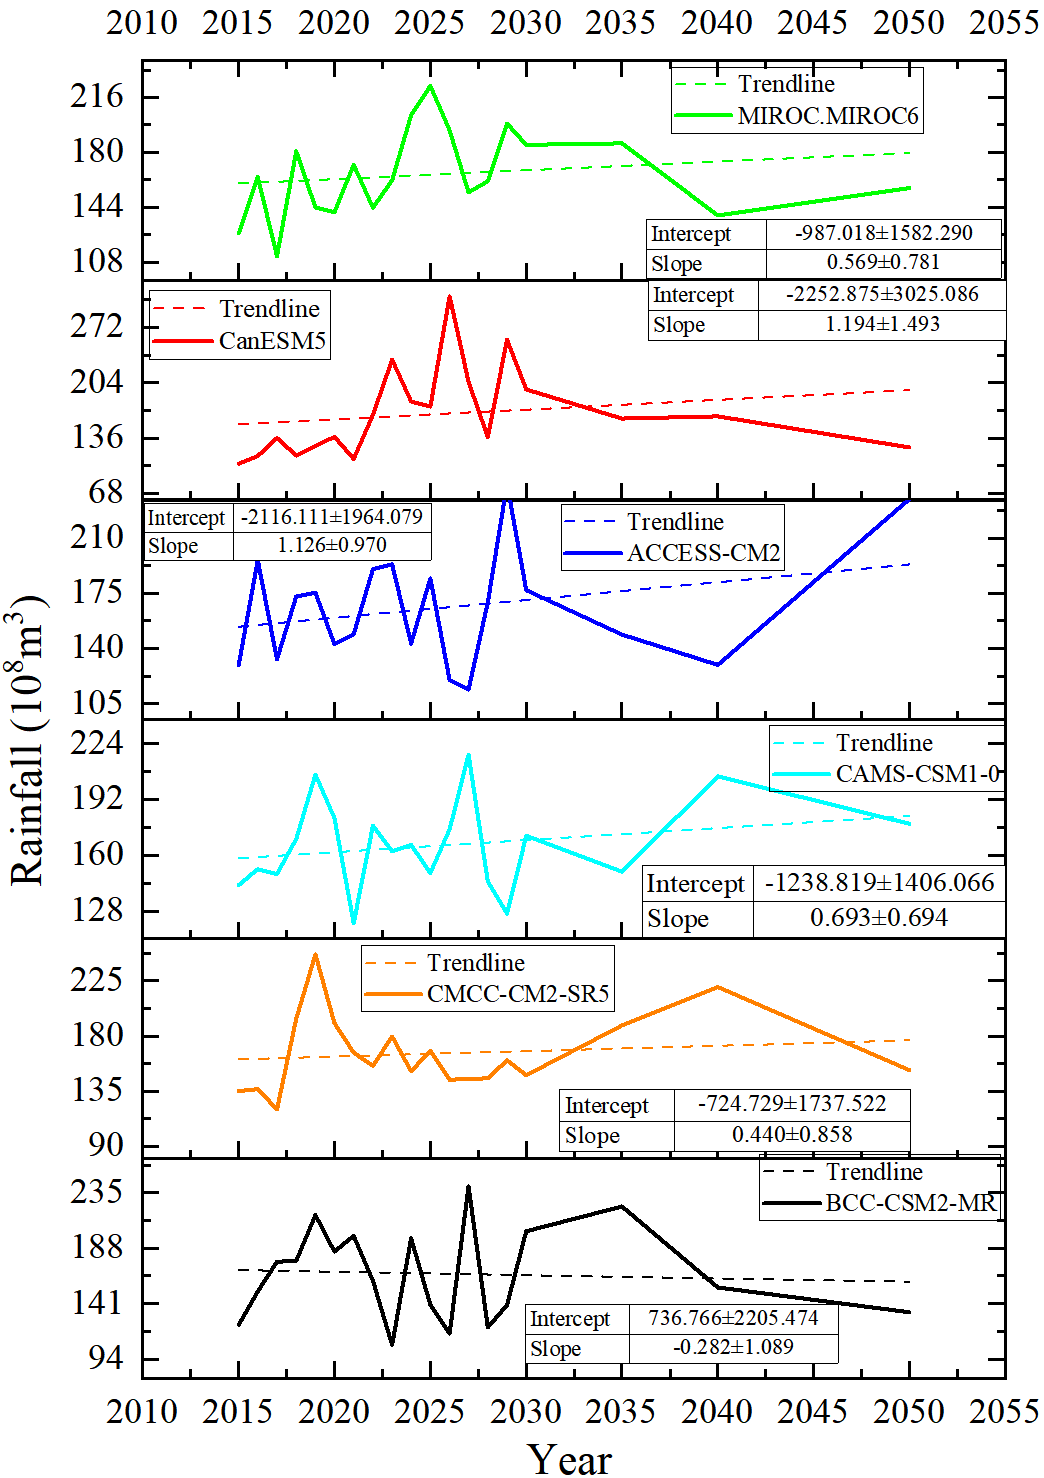 2010 2015 2020 2025 2030 2035 2040 2045 2050 2055
Trendline
MIROC.MIROC6
216
180
144
108
Intercept -987.018±1582.290
Slope 0.569±0.781
Trendline
CanESM5
Intercept -2252.875±3025.086
Slope 1.194±1.493
272
204
136
68
Intercept -2116.111±1964.079
Slope 1.126±0.970
Trendline
ACCESS-CM2
210
175
140
105
Trendline
CAMS-CSM1-0
224
192
160
128
Intercept -1238.819±1406.066
Slope 0.693±0.694
Trendline
CMCC-CM2-SR5
225
180
135
90
Intercept -724.729±1737.522
Slope 0.440±0.858
Trendline
BCC-CSM2-MR
235
188
141
94
Intercept 736.766±2205.474
Slope -0.282±1.089
2010 2015 2020 2025 2030 2035 2040 2045 2050 2055
Year
Rainfall (10⁸m³)